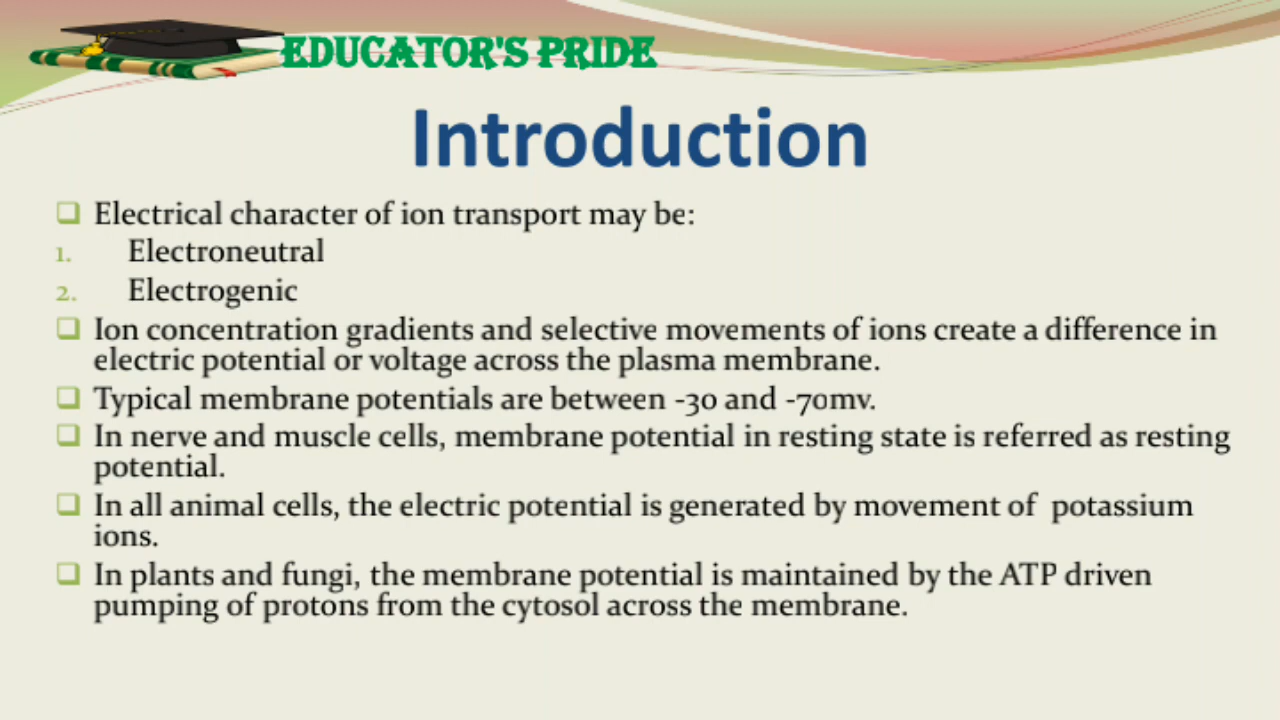 EDUCATOR'S PRIDE
Introduction
Electrical character of ion transport may be:
1. Electroneutral
2. Electrogenic
Ion concentration gradients and selective movements of ions create a difference in
electric potential or voltage across the plasma membrane.
Typical membrane potentials are between -30 and -70mv.
In nerve and muscle cells, membrane potential in resting state is referred as resting
potential.
In all animal cells, the electric potential is generated by movement of potassium
ions.
In plants and fungi, the membrane potential is maintained by the ATP driven
pumping of protons from the cytosol across the membrane.